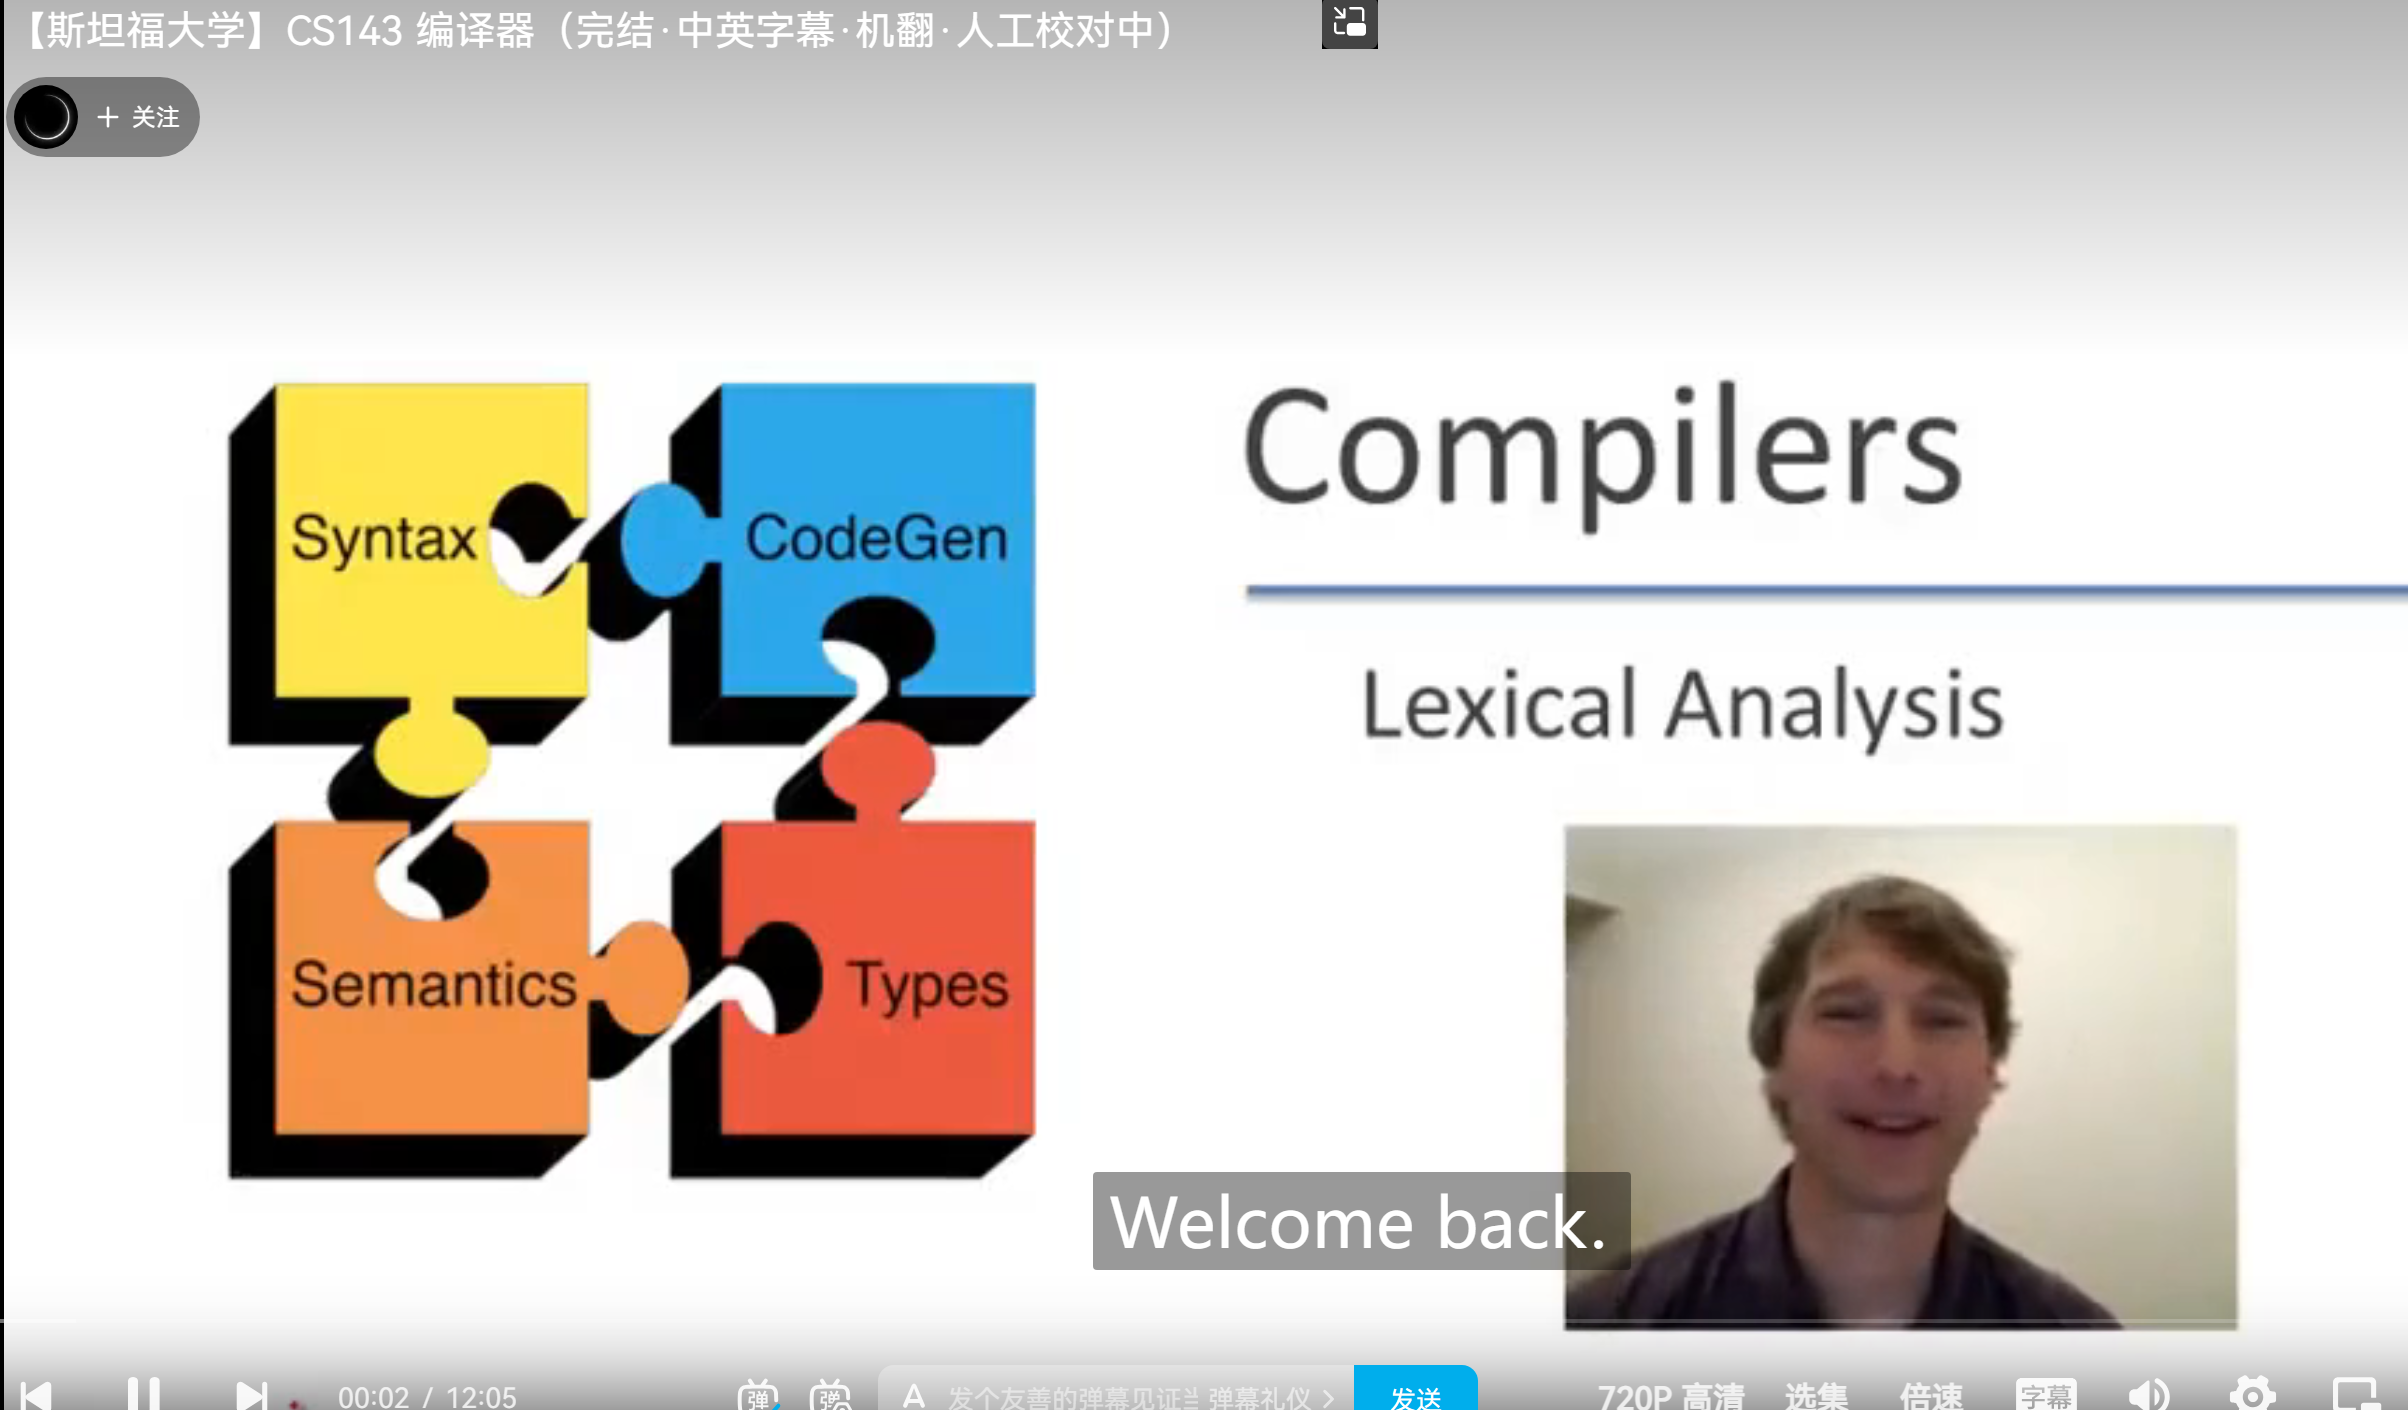 【斯坦福大学】CS143 编译器（完结·中英字幕·机翻·人工校对中）
+ 关注
Compilers
Syntax
CodeGen
Lexical Analysis
Semantics
Types
Welcome back.
00:02 / 12:05
弹
弹
A 发个友善的弹幕见证当 弹幕礼仪 >
发送
720P 高清
选集
倍速
字幕